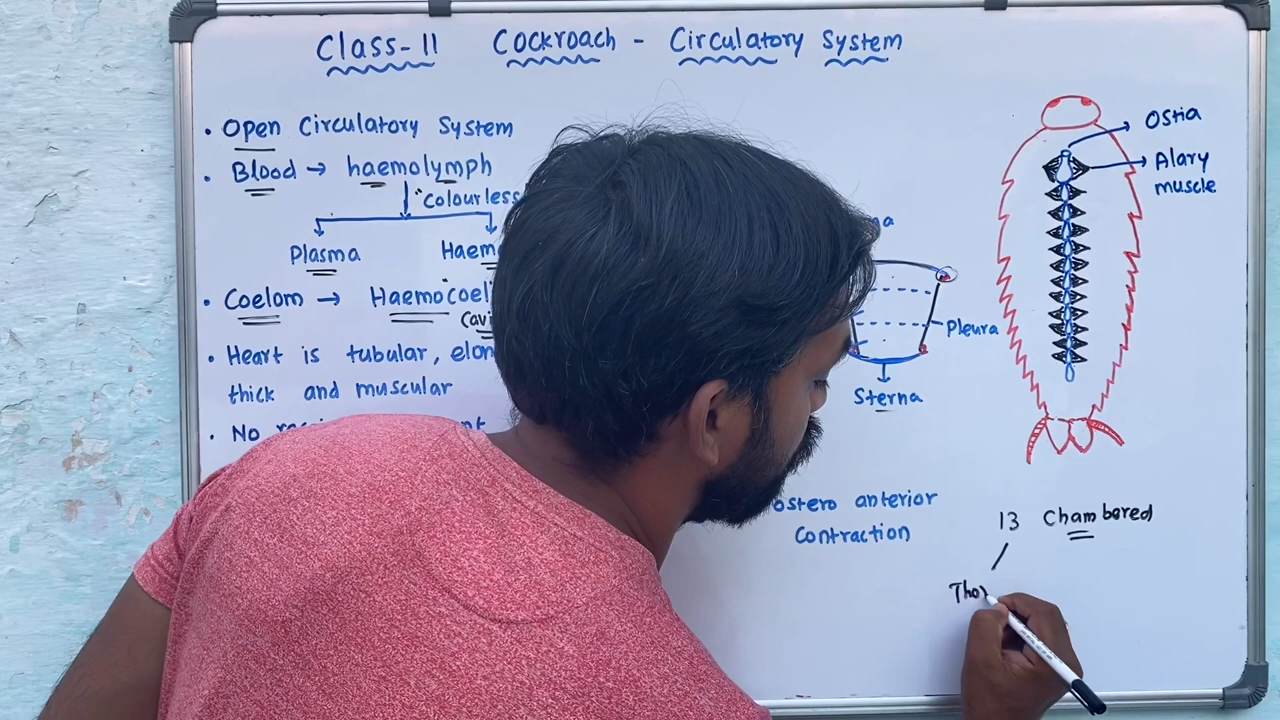 Class-11 Cockroach - Circulatory System
• Open Circulatory System
• Blood → haemolymph
"Colourless
Plasma
Haem
• Coelom → Haemocoel
(cavi
• Heart is tubular, elon
thick and muscular
• No
Pleura
Sterna
ostero anterior
contraction
Ostia
Alary
muscle
13 Chambered
Tho